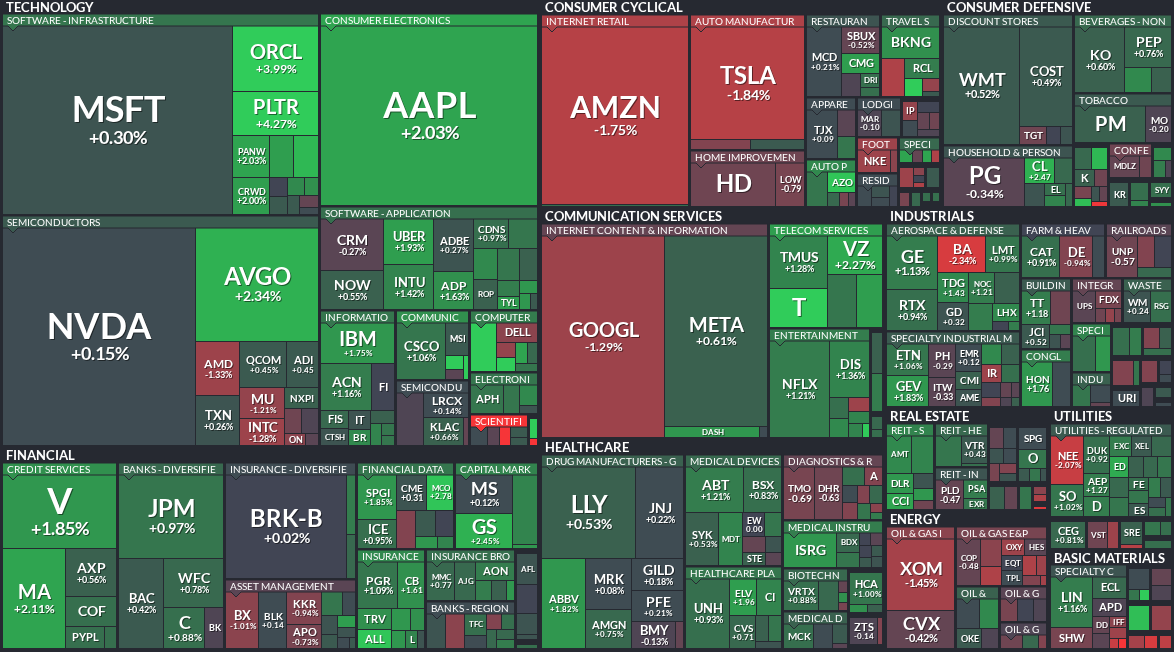 TECHNOLOGY
SOFTWARE - INFRASTRUCTURE
MSFT
+0.30%
ORCL
+3.99%
PLTR
+4.27%
PANW
+2.03%
CRWD
+2.00%
CONSUMER ELECTRONICS
AAPL
+2.03%
SEMICONDUCTORS
NVDA
+0.15%
AVGO
+2.34%
AMD
-1.33%
QCOM
+0.45%
ADI
+0.45
TXN
+0.26%
MU
-1.21%
NXPI
INTC
-1.28%
ON
SOFTWARE - APPLICATION
CRM
-0.27%
UBER
+1.93%
ADBE
+0.27%
CDNS
+0.97%
NOW
+0.55%
INTU
+1.42%
ADP
+1.63%
ROP
TYL
INFORMATIO
IBM
+1.75%
ACN
+1.16%
FI
FIS
IT
CTSH
BR
COMMUNIC
CSCO
+1.06%
MSI
COMPUTER
DELL
SEMICONDU
LRCX
+0.14%
KLAC
+0.66%
ELECTRONI
APH
SCIENTIFI
CONSUMER CYCLICAL
INTERNET RETAIL
AMZN
-1.75%
AUTO MANUFACTUR
TSLA
-1.84%
HOME IMPROVEMEN
HD
LOW
-0.79
RESTAURAN
MCD
+0.21%
SBUX
-0.52%
CMG
DRI
TRAVEL S
BKNG
RCL
APPARE
TJX
+0.09
LODGI
MAR
-0.10
IP
FOOT
NKE
SPECI
AUTO P
AZO
RESID
CONSUMER DEFENSIVE
DISCOUNT STORES
WMT
+0.52%
COST
+0.49%
TGT
BEVERAGES - NON
KO
+0.60%
PEP
+0.76%
TOBACCO
PM
MO
-0.20
HOUSEHOLD & PERSON
PG
-0.34%
CL
+2.47
EL
K
CONFE
MDLZ
KR
SYY
COMMUNICATION SERVICES
INTERNET CONTENT & INFORMATION
GOOGL
-1.29%
META
+0.61%
DASH
TELECOM SERVICES
TMUS
+1.28%
VZ
+2.27%
T
ENTERTAINMENT
NFLX
+1.21%
DIS
+1.36%
INDUSTRIALS
AEROSPACE & DEFENSE
GE
+1.13%
BA
-2.34%
LMT
+0.99%
RTX
+0.94%
TDG
+1.43
NOC
+1.21
GD
+0.32
LHX
FARM & HEAV
CAT
+0.91%
DE
-0.94%
RAILROADS
UNP
-0.57
BUILDIN
TT
+1.18
JCI
+0.52
INTEGR
UPS
FDX
WASTE
WM
+0.24
RSG
SPECIALTY INDUSTRIAL M
ETN
+1.06%
PH
-0.29
EMR
+0.12
IR
GEV
+1.83%
ITW
-0.33
CMI
AME
SPECI
CONGL
HON
+1.76
INDU
URI
FINANCIAL
CREDIT SERVICES
V
+1.85%
MA
+2.11%
AXP
+0.56%
COF
PYPL
BANKS - DIVERSIFIE
JPM
+0.97%
BAC
+0.42%
WFC
+0.78%
C
+0.88%
BK
INSURANCE - DIVERSIFIE
BRK-B
+0.02%
ASSET MANAGEMENT
BX
-1.01%
BLK
+0.14
KKR
-0.94%
APO
-0.73%
FINANCIAL DATA
SPGI
+1.85%
CME
+0.31
MCO
+2.78
ICE
+0.95%
CAPITAL MARK
MS
+0.12%
GS
+2.45%
INSURANCE
PGR
+1.09%
CB
+1.61
TRV
ALL
L
INSURANCE BRO
MMC
+0.77
AJG
AON
AFL
BANKS - REGION
TFC
HEALTHCARE
DRUG MANUFACTURERS - G
LLY
+0.53%
JNJ
+0.22%
ABBV
+1.82%
MRK
+0.08%
GILD
+0.18%
PFE
+0.21%
AMGN
+0.75%
BMY
-0.13%
MEDICAL DEVICES
ABT
+1.21%
BSX
+0.83%
SYK
+0.53%
MDT
EW
0.00
STE
HEALTHCARE PLA
UNH
+0.93%
ELV
+1.96
CI
CVS
+0.71
DIAGNOSTICS & R
TMO
-0.69
DHR
-0.63
A
MEDICAL INSTRU
ISRG
BDX
BIOTECHN
VRTX
+0.88%
HCA
+1.00%
MEDICAL D
MCK
ZTS
-0.14
REAL ESTATE
REIT - S
AMT
DLR
CCI
REIT - HE
VTR
+0.43
REIT - IN
PLD
-0.47
PSA
EXR
SPG
O
UTILITIES
UTILITIES - REGULATED
NEE
-2.07%
DUK
+0.92
EXC
XEL
ED
SO
+1.02
AEP
+1.27
FE
D
ES
CEG
+0.81%
VST
SRE
ENERGY
OIL & GAS I
XOM
-1.45%
CVX
-0.42%
OIL & GAS E&P
COP
-0.48
OXY
HES
EQT
TPL
OIL &
OKE
OIL & G
OIL & G
BASIC MATERIALS
SPECIALTY C
LIN
+1.16%
ECL
APD
DD
IFF
SHW